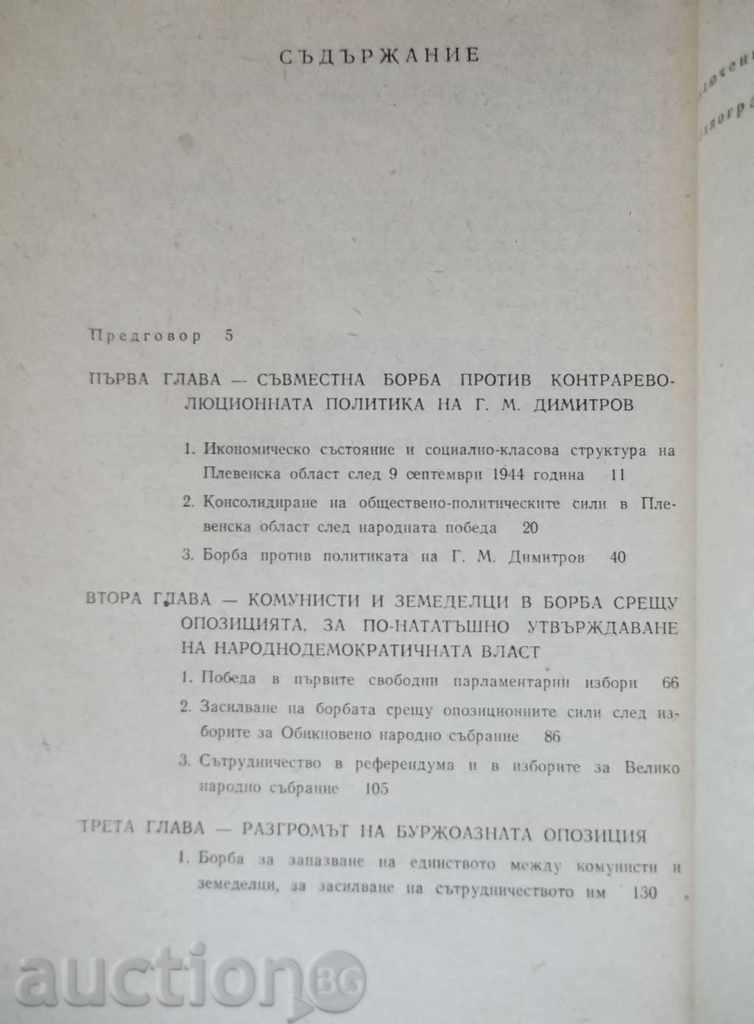 СЪДЪРЖАНИЕ
Предговор 5
ПЪРВА ГЛАВА — СЪВМЕСТНА БОРБА ПРОТИВ КОНТРАРЕВО-
ЛЮЦИОННАТА ПОЛИТИКА НА Г. М. ДИМИТРОВ
1. Икономическо състояние и социално-класова структура на
Плевенска област след 9 септември 1944 година 11
2. Консолидиране на обществено-политическите сили в Пле-
венска област след народната победа 20
3. Борба против политиката на Г. М. Димитров 40
ВТОРА ГЛАВА — КОМУНИСТИ И ЗЕМЕДЕЛЦИ В БОРБА СРЕЩУ
ОПОЗИЦИЯТА, ЗА ПО-НАТАТЪШНО УТВЪРЖДАВАНЕ
НА НАРОДНОДЕМОКРАТИЧНАТА ВЛАСТ
1. Победа в първите свободни парламентарни избори 66
2. Засилване на борбата срещу опозиционните сили след из-
борите за Обикновено народно събрание 86
3. Сътрудничество в референдума и в изборите за Велико
народно събрание 105
ТРЕТА ГЛАВА — РАЗГРОМЪТ НА БУРЖОАЗНАТА ОПОЗИЦИЯ
1. Борба за запазване на единството между комунисти и
земеделци, за засилване на сътрудничеството им 130
auction BG